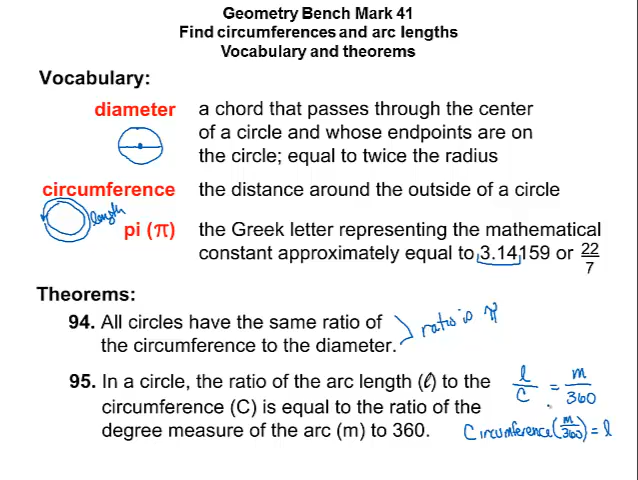 Geometry Bench Mark 41
Find circumferences and arc lengths
Vocabulary and theorems
Vocabulary:
diameter a chord that passes through the center
of a circle and whose endpoints are on
the circle; equal to twice the radius
circumference the distance around the outside of a circle
length
pi (π) the Greek letter representing the mathematical
constant approximately equal to 3.14159 or 22/7
Theorems:
94. All circles have the same ratio of
the circumference to the diameter.
ratio is π
95. In a circle, the ratio of the arc length (ℓ) to the
circumference (C) is equal to the ratio of the
degree measure of the arc (m) to 360.
l/C = m/360
Circumference(m/360) = l